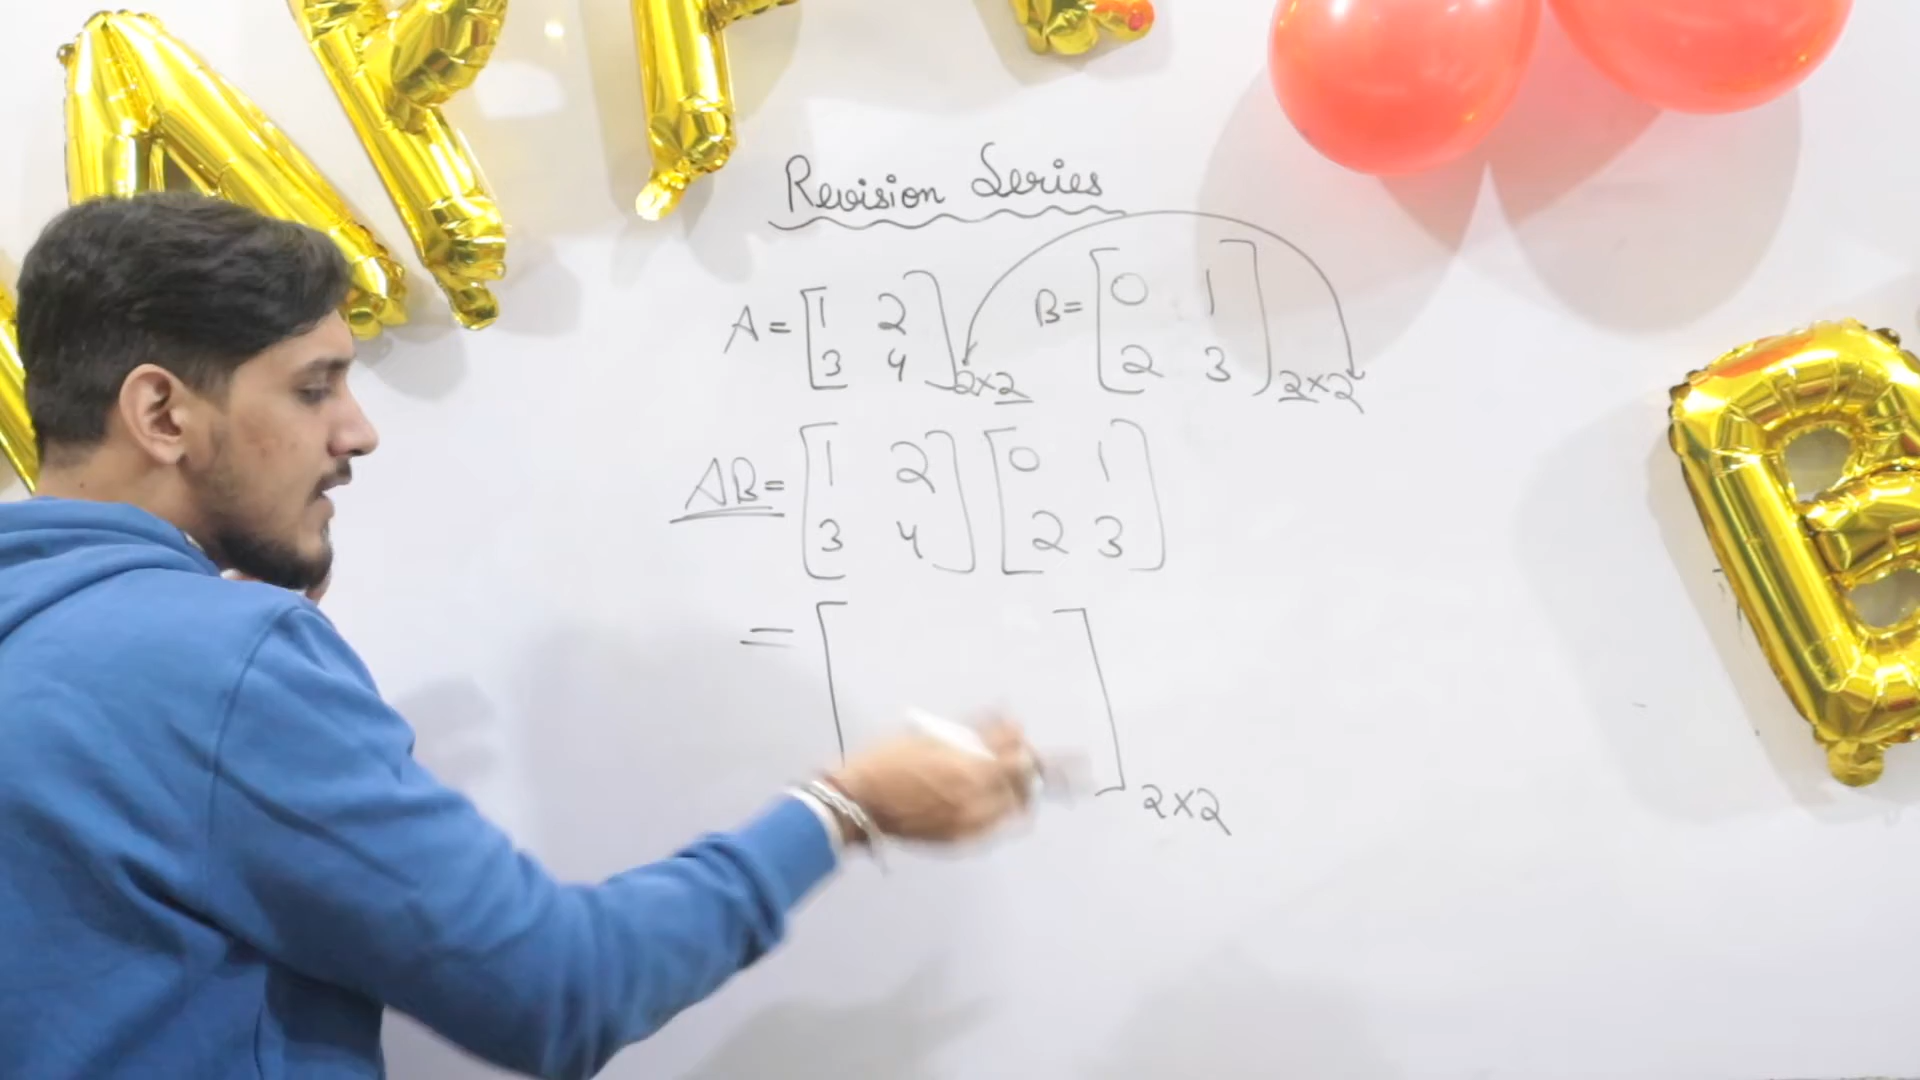 Revision Series
A = [1 2 3 4]2×2 B = [0 1 2 3]2×2
AB = [1 2 3 4] [0 1 2 3]
= [ ]2×2
B